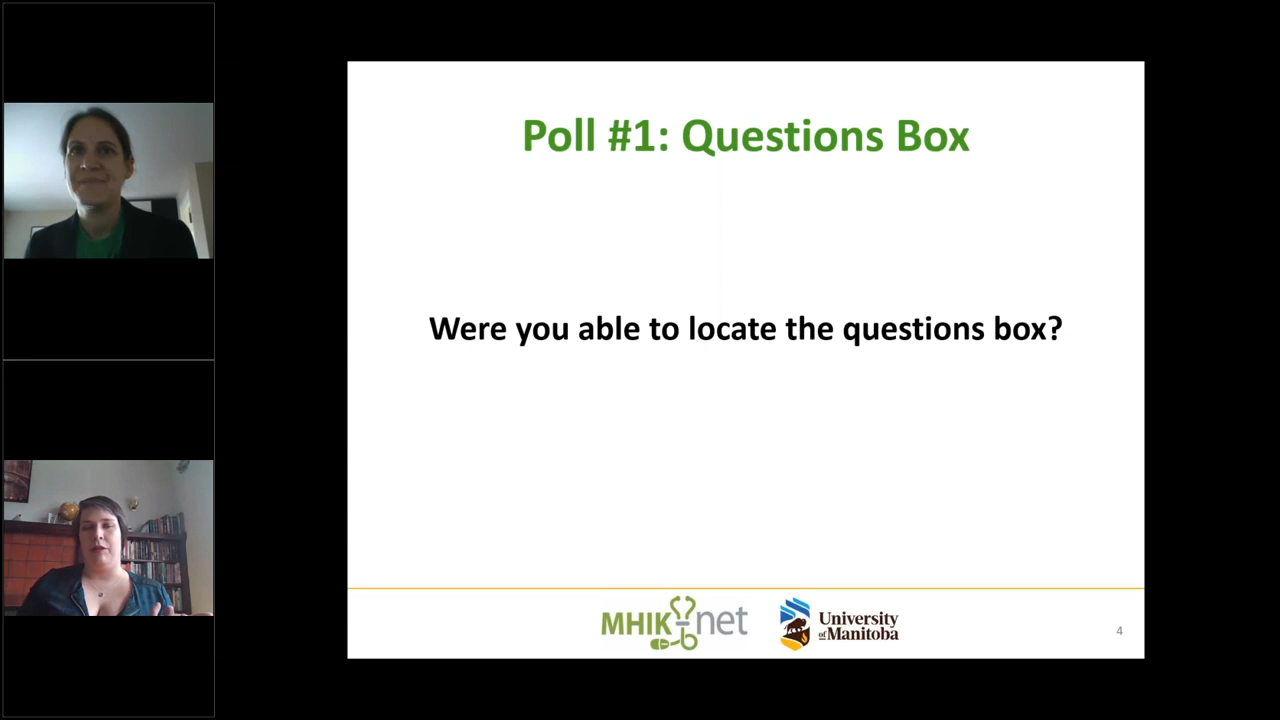 Poll #1: Questions Box
Were you able to locate the questions box?
MHIK-net
University
of Manitoba
4